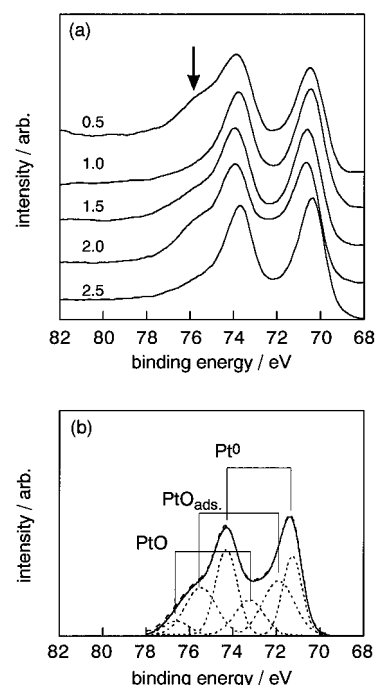 (a)
intensity / arb.
0.5
1.0
1.5
2.0
2.5
82 80 78 76 74 72 70 68
binding energy / eV
(b)
intensity / arb.
Pt0
PtOads.
PtO
82 80 78 76 74 72 70 68
binding energy / eV